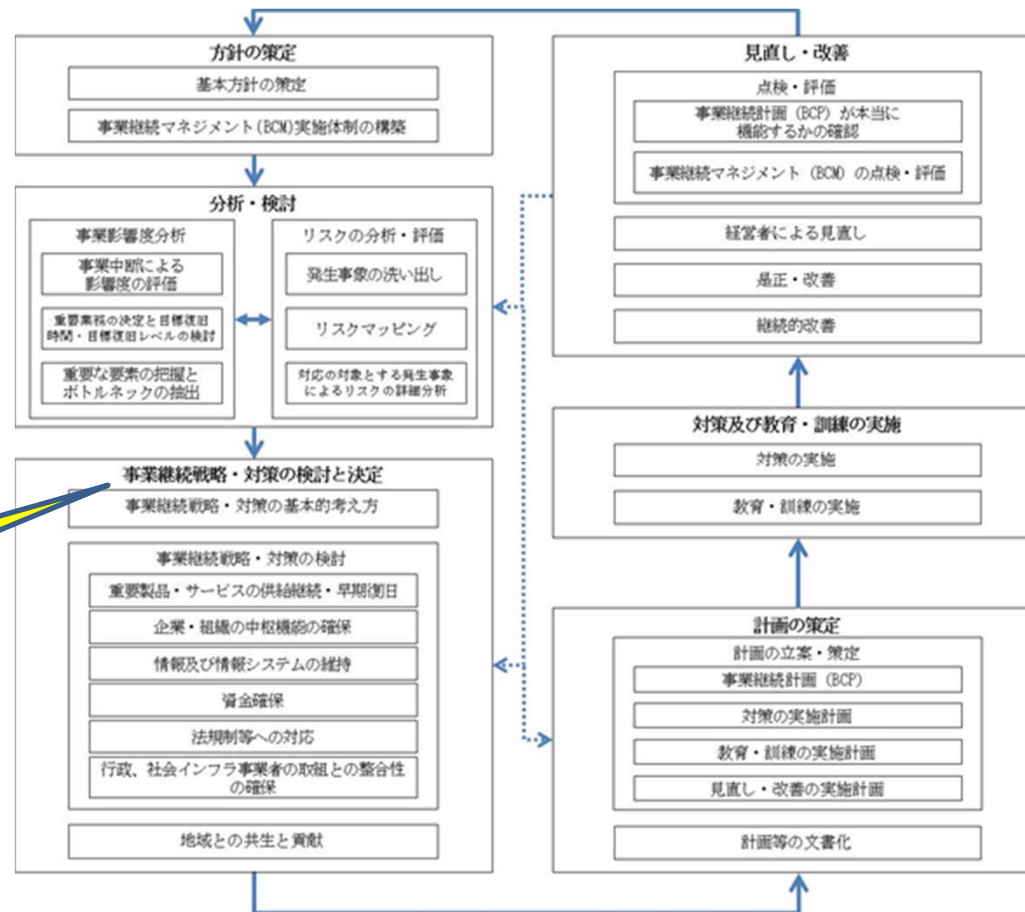 方針の策定
基本方針の策定
事業継続マネジメント(BCM)実施体制の構築
分析・検討
事業影響度分析
事業中断による
影響度の評価
重要業務の決定と目標復旧
時間・目標復旧レベルの検討
重要な要素の把握と
ボトルネックの抽出
リスクの分析・評価
発生事象の洗い出し
リスクマッピング
対応の対象とする発生事象
によるリスクの詳細分析
事業継続戦略・対策の検討と決定
事業継続戦略・対策の基本的考え方
事業継続戦略・対策の検討
重要製品・サービスの供給継続・早期復旧
企業・組織の中枢機能の確保
情報及び情報システムの維持
資金確保
法規制等への対応
行政、社会インフラ事業者の取組との整合性
の確保
地域との共生と貢献
見直し・改善
点検・評価
事業継続計画（BCP）が本当に
機能するかの確認
事業継続マネジメント（BCM）の点検・評価
経営者による見直し
是正・改善
継続的改善
対策及び教育・訓練の実施
対策の実施
教育・訓練の実施
計画の策定
計画の立案・策定
事業継続計画（BCP）
対策の実施計画
教育・訓練の実施計画
見直し・改善の実施計画
計画等の文書化